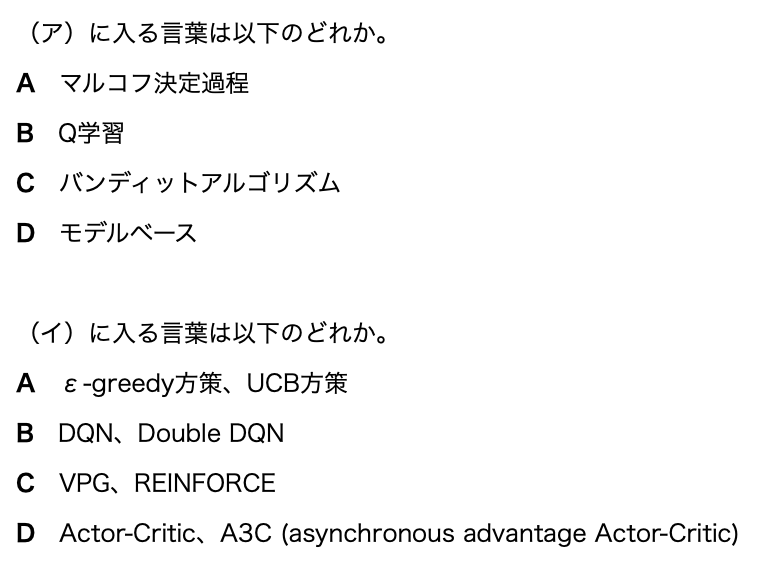 （ア）に入る言葉は以下のどれか。
A マルコフ決定過程
B Q学習
C バンディットアルゴリズム
D モデルベース
（イ）に入る言葉は以下のどれか。
A ε-greedy方策、UCB方策
B DQN、Double DQN
C VPG、REINFORCE
D Actor-Critic、A3C (asynchronous advantage Actor-Critic)